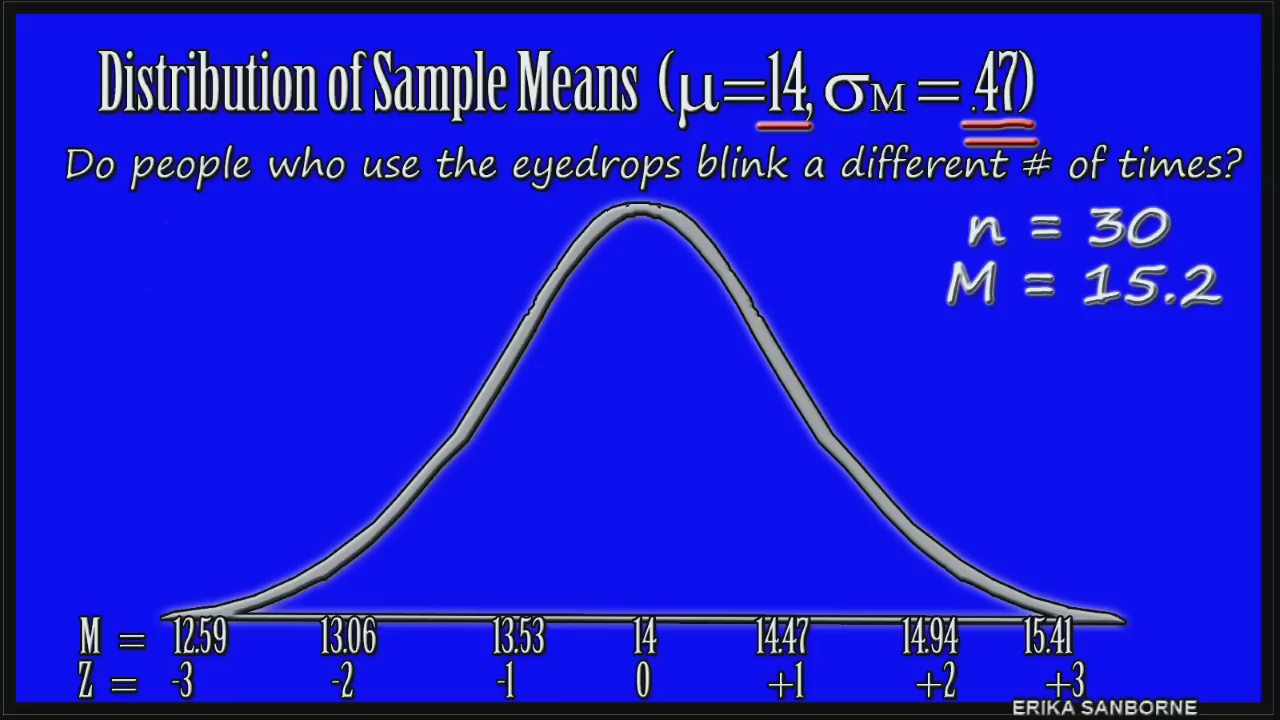 Distribution of Sample Means (μ=14, σM = .47)
Do people who use the eyedrops blink a different # of times?
n = 30
M = 15.2
M = 12.59 13.06 13.53 14 14.47 14.94 15.41
Z = -3 -2 -1 0 +1 +2 +3
ERIKA SANBORNE